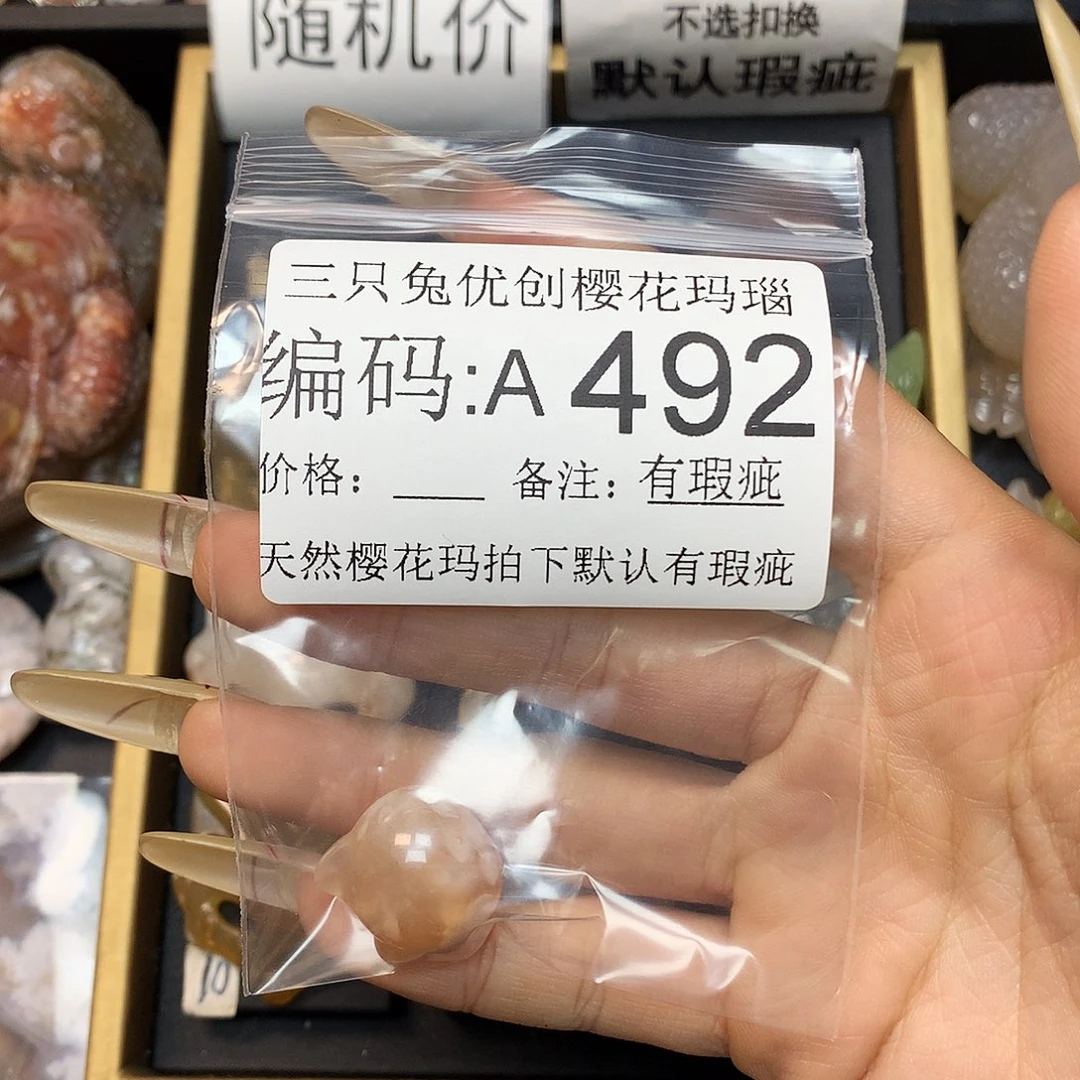 随机价
不选扣换
默认瑕疵
三只兔优创樱花玛瑙
编码:A 492
价格：____ 备注：有瑕疵
天然樱花玛拍下默认有瑕疵
10